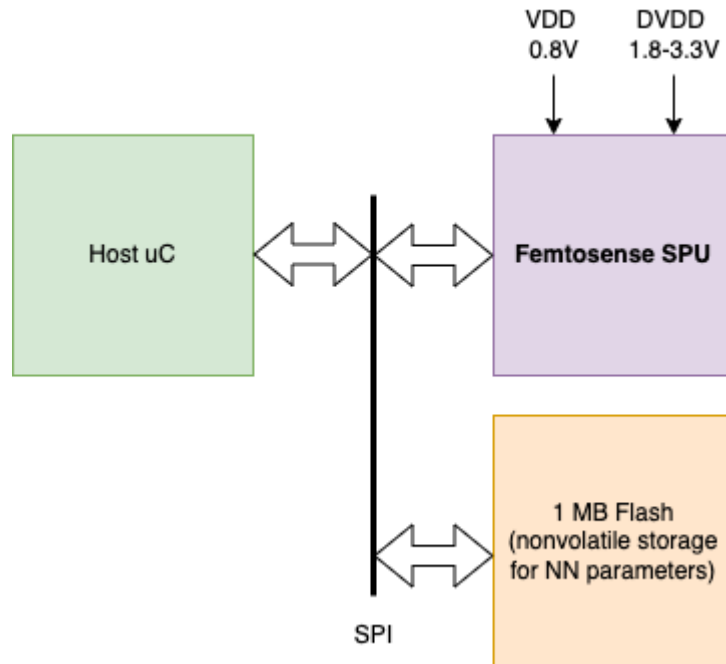 VDD
0.8V
DVDD
1.8-3.3V
Host uC
Femtosense SPU
1 MB Flash
(nonvolatile storage
for NN parameters)
SPI